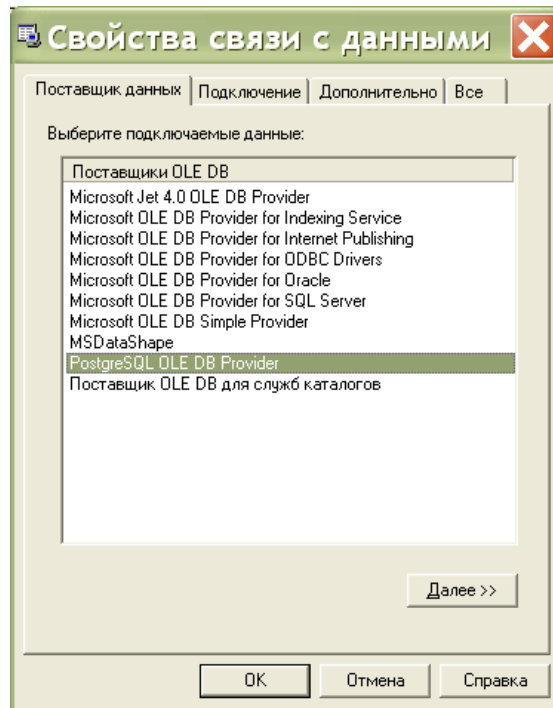 Свойства связи с данными
Поставщик данных Подключение Дополнительно Все
Выберите подключаемые данные:
Поставщики OLE DB
Microsoft Jet 4.0 OLE DB Provider
Microsoft OLE DB Provider for Indexing Service
Microsoft OLE DB Provider for Internet Publishing
Microsoft OLE DB Provider for ODBC Drivers
Microsoft OLE DB Provider for Oracle
Microsoft OLE DB Provider for SQL Server
Microsoft OLE DB Simple Provider
MSDataShape
PostgreSQL OLE DB Provider
Поставщик OLE DB для служб каталогов
Далее >>
OK Отмена Справка